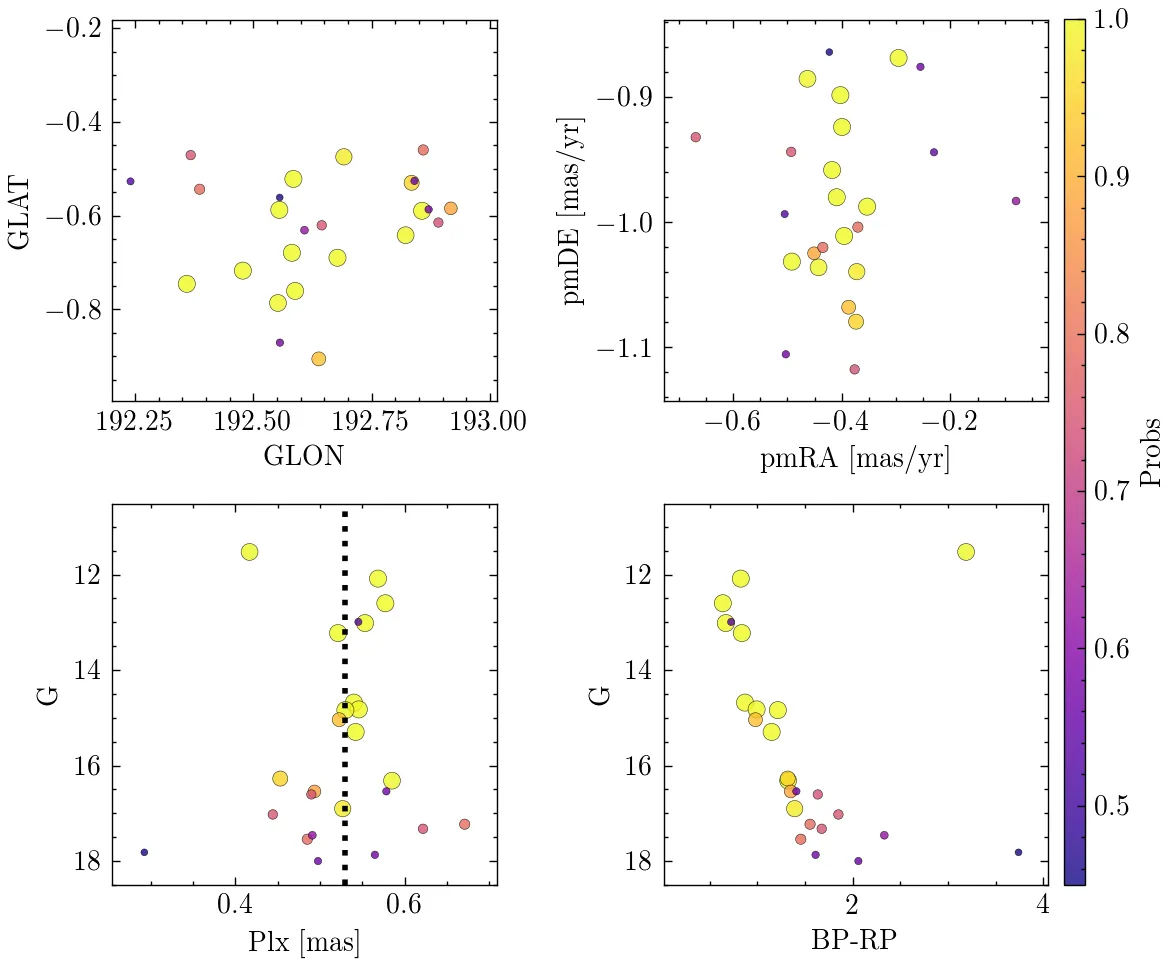 −0.2
−0.4
−0.6
−0.8
GLAT
192.25 192.50 192.75 193.00
GLON
−0.9
−1.0
−1.1
pmDE [mas/yr]
−0.6 −0.4 −0.2
pmRA [mas/yr]
12
14
16
18
G
0.4 0.6
Plx [mas]
12
14
16
18
G
2 4
BP-RP
1.0
0.9
0.8
0.7
0.6
0.5
Probs